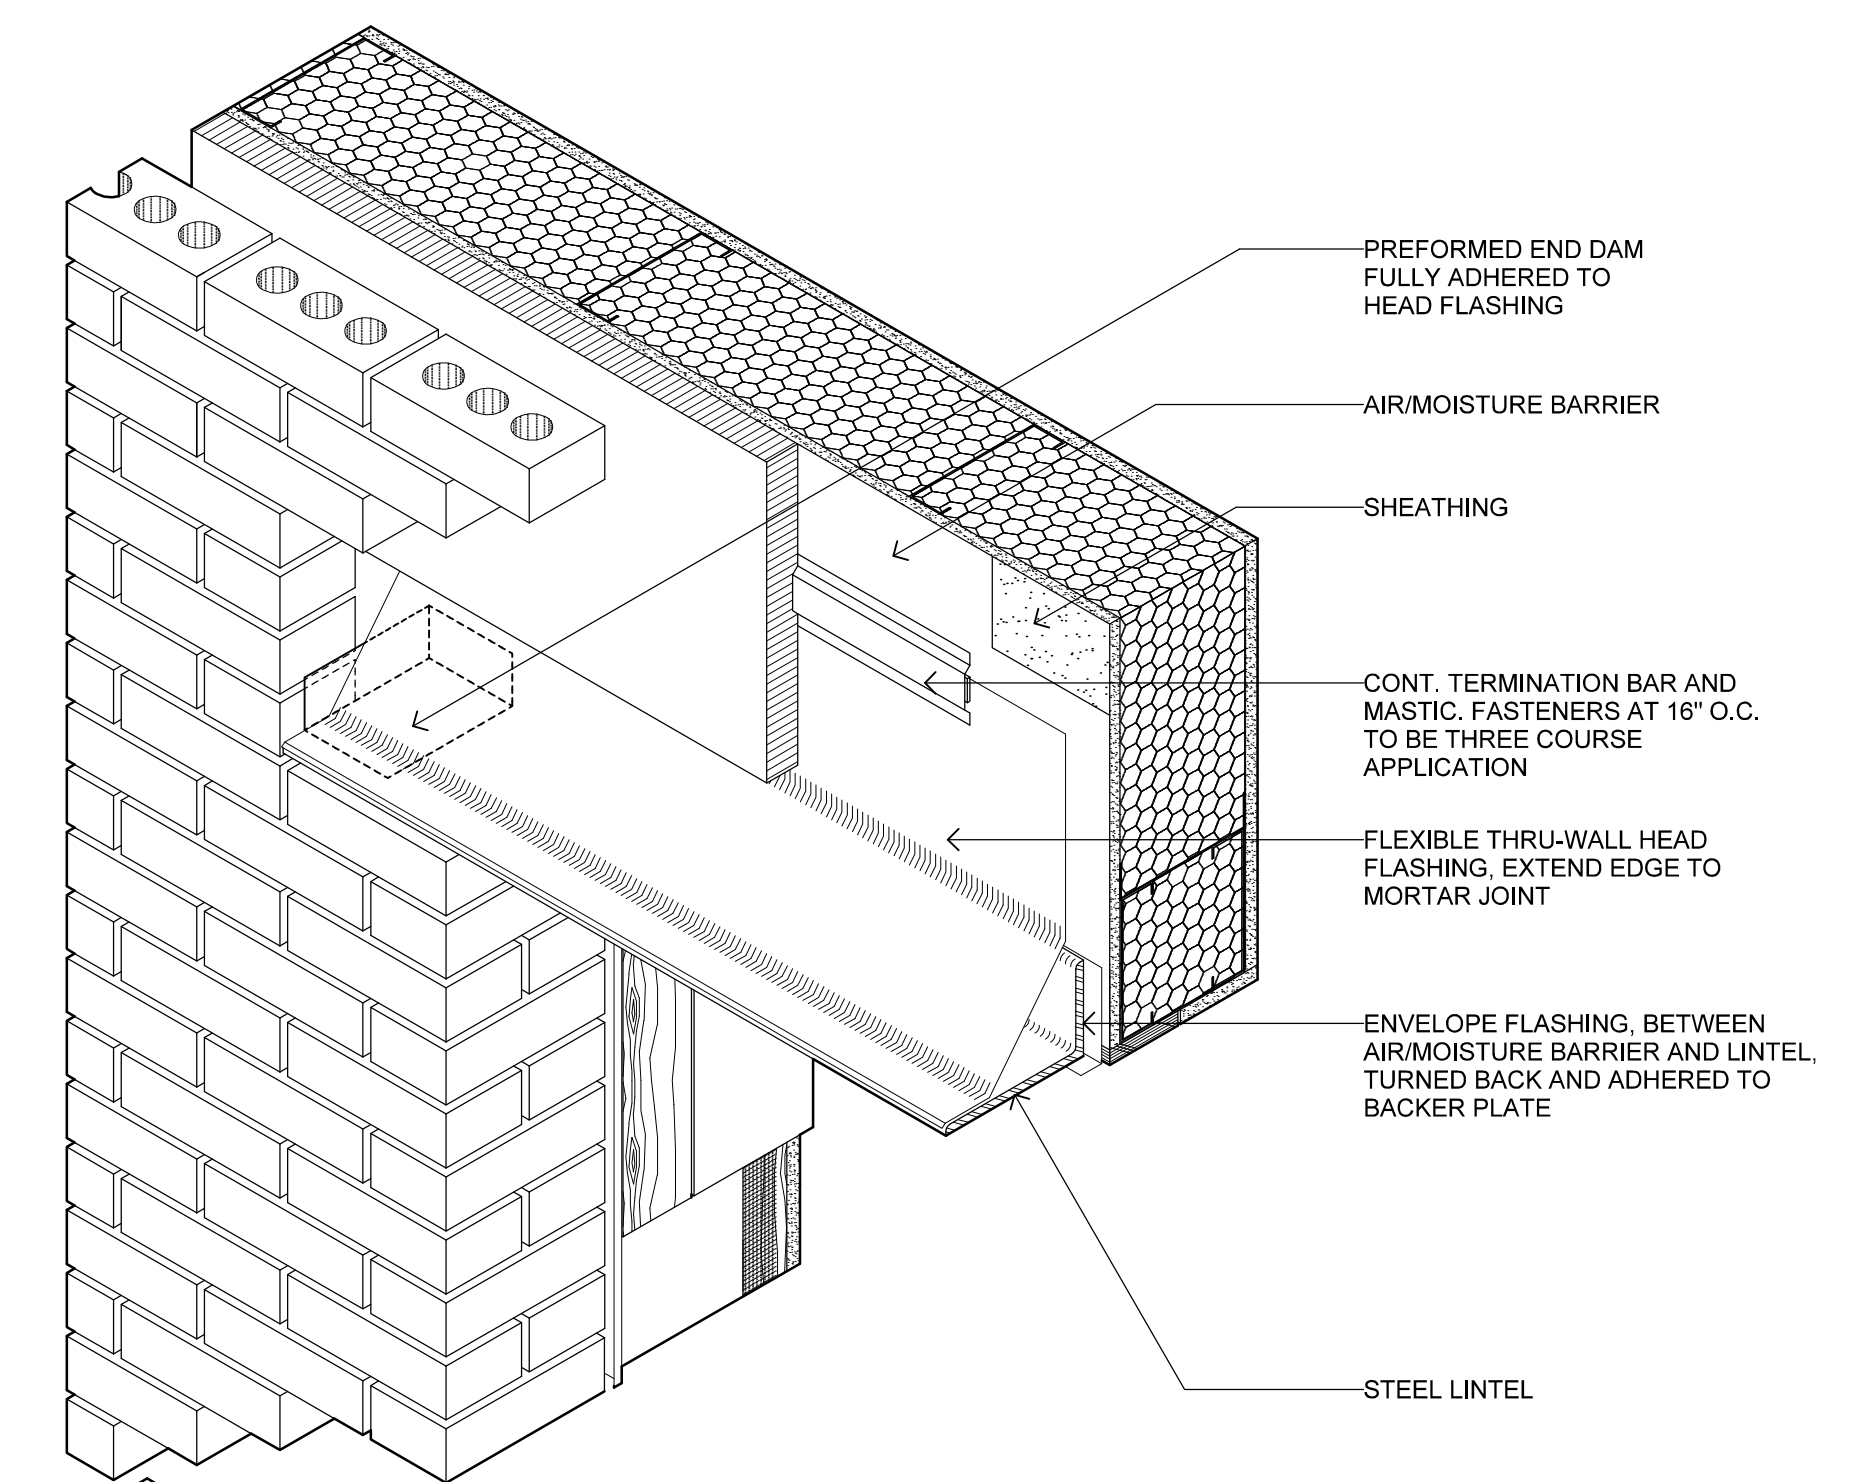 PREFORMED END DAM
FULLY ADHERED TO
HEAD FLASHING
AIR/MOISTURE BARRIER
SHEATHING
CONT. TERMINATION BAR AND
MASTIC. FASTENERS AT 16" O.C.
TO BE THREE COURSE
APPLICATION
FLEXIBLE THRU-WALL HEAD
FLASHING, EXTEND EDGE TO
MORTAR JOINT
ENVELOPE FLASHING, BETWEEN
AIR/MOISTURE BARRIER AND LINTEL,
TURNED BACK AND ADHERED TO
BACKER PLATE
STEEL LINTEL